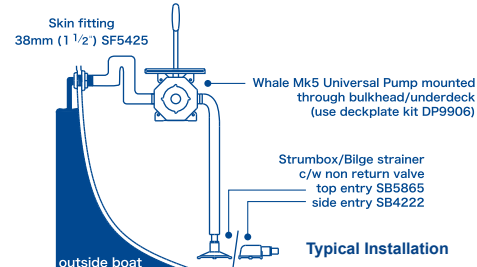 Skin fitting
38mm (1 1/2") SF5425
Whale Mk5 Universal Pump mounted
through bulkhead/underdeck
(use deckplate kit DP9906)
Strumbox/Bilge strainer
c/w non return valve
top entry SB5865
side entry SB4222
Typical Installation
outside boat